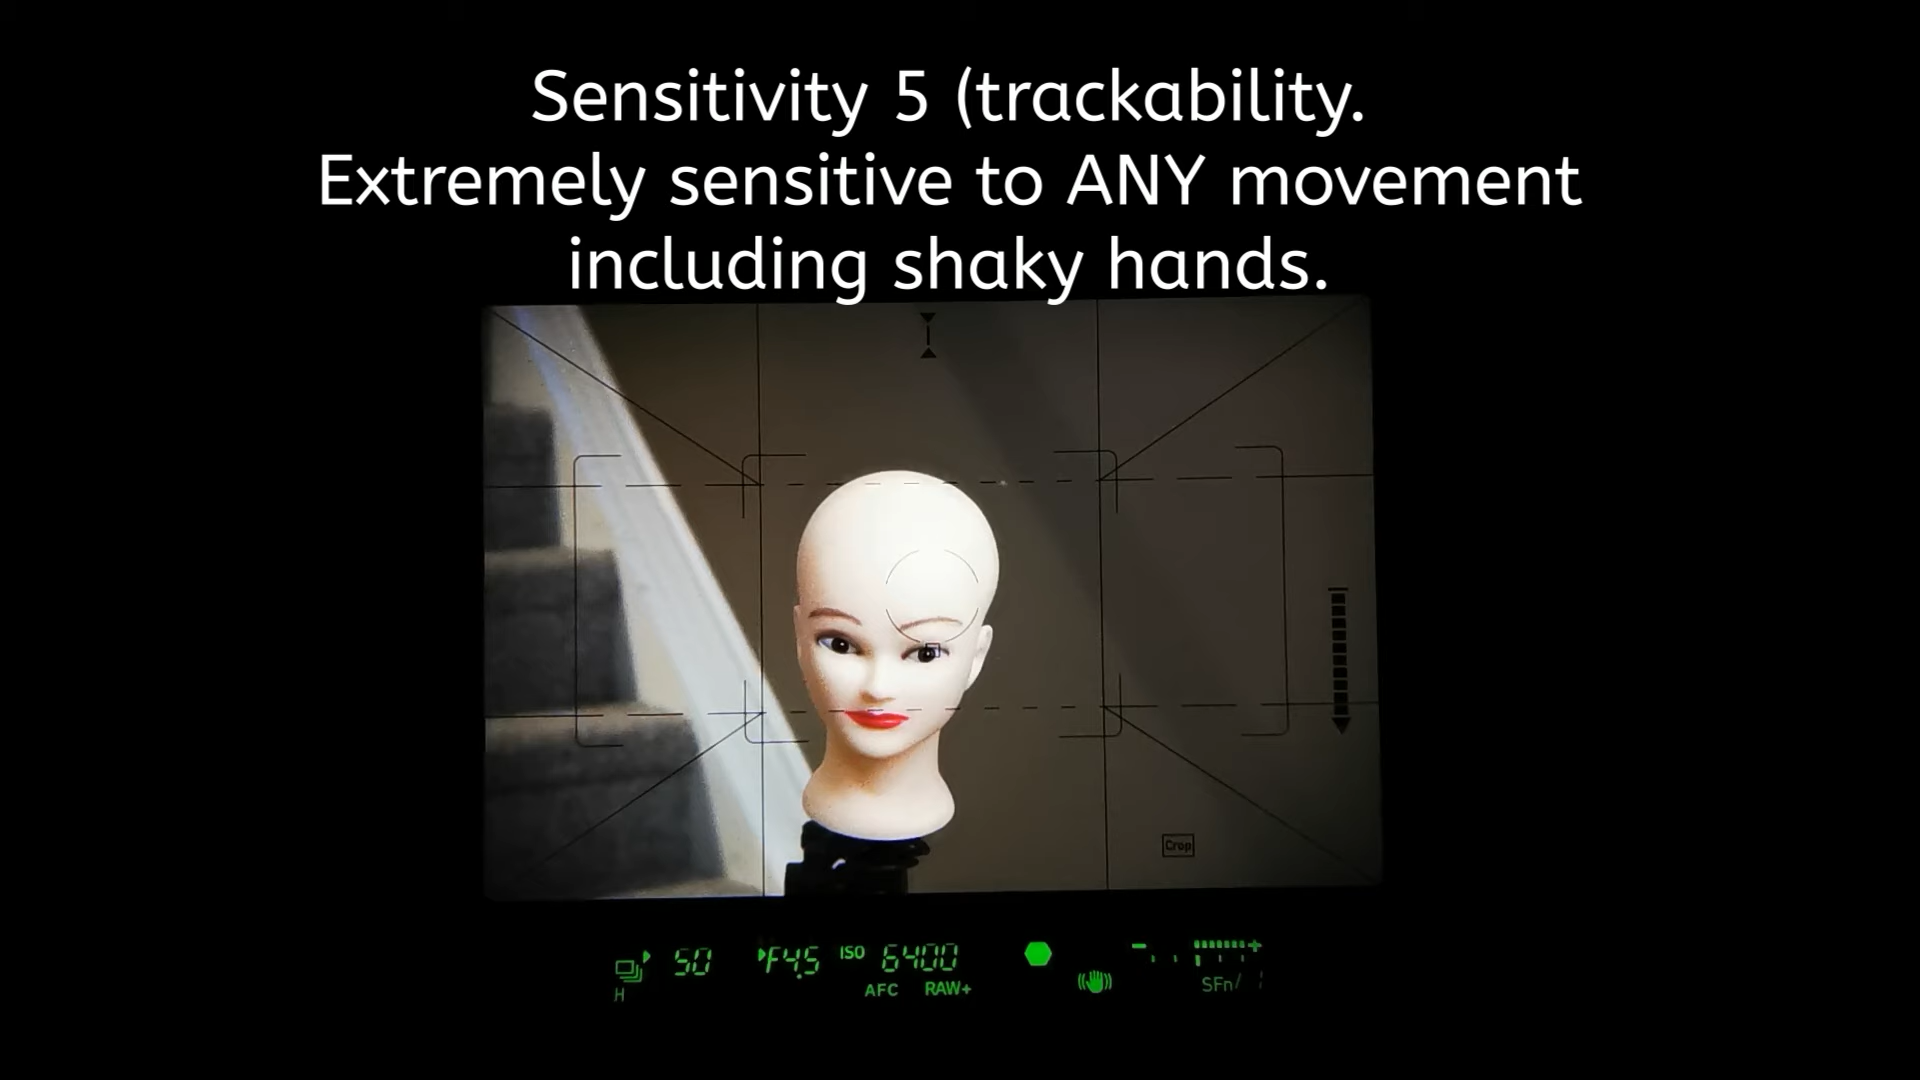 Sensitivity 5 (trackability.
Extremely sensitive to ANY movement
including shaky hands.
Crop
50 F4.5 ISO 6400
H AFC RAW+ SFn/